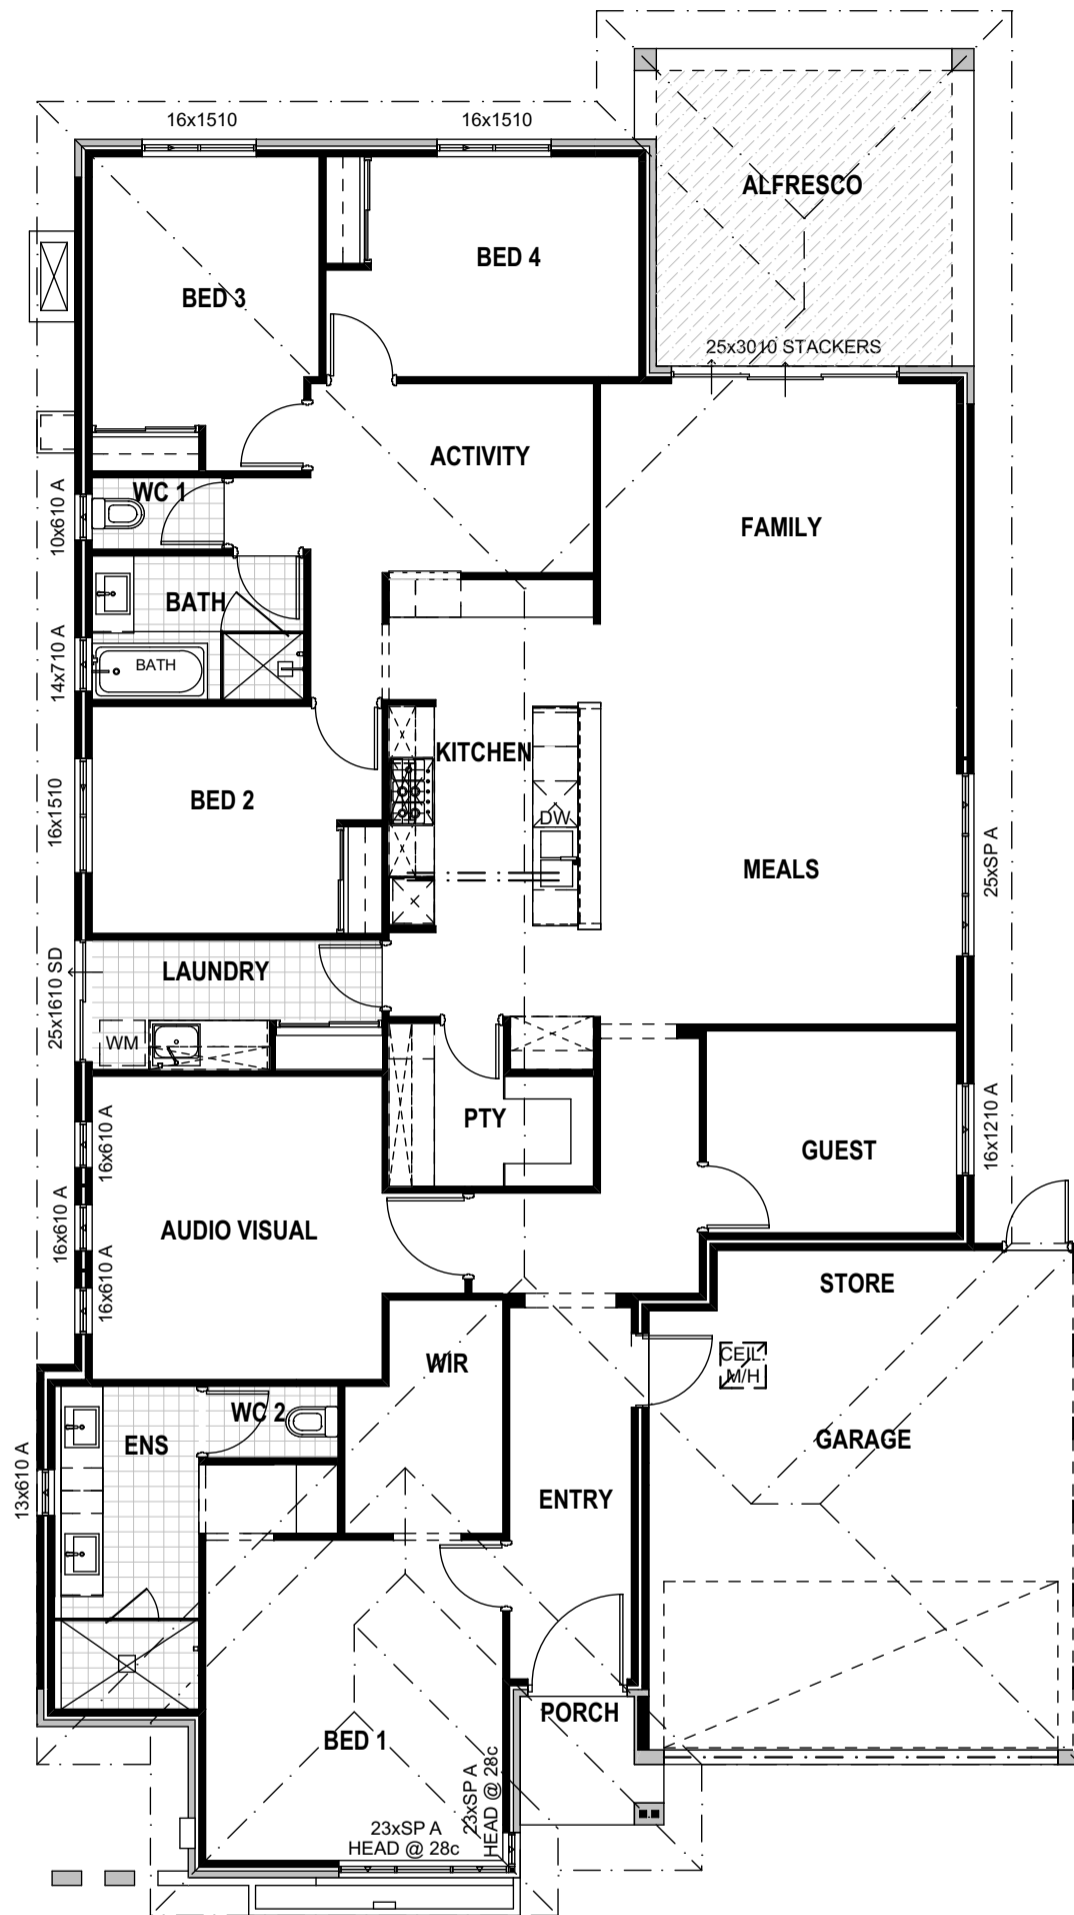 16x1510
16x1510
ALFRESCO
BED 4
BED 3
25x3010 STACKERS
ACTIVITY
WC 1
10x610 A
FAMILY
BATH
BATH
14x710 A
KITCHEN
BED 2
16x1510
DW
MEALS
25xSP A
LAUNDRY
25x1610 SD
WM
PTY
16x610 A
GUEST
16x1210 A
16x610 A
AUDIO VISUAL
16x610 A
STORE
CEIL.
M/H
WIR
WC 2
ENS
GARAGE
13x610 A
ENTRY
PORCH
BED 1
23xSP A
HEAD @ 28c
23xSP A
HEAD @ 28c